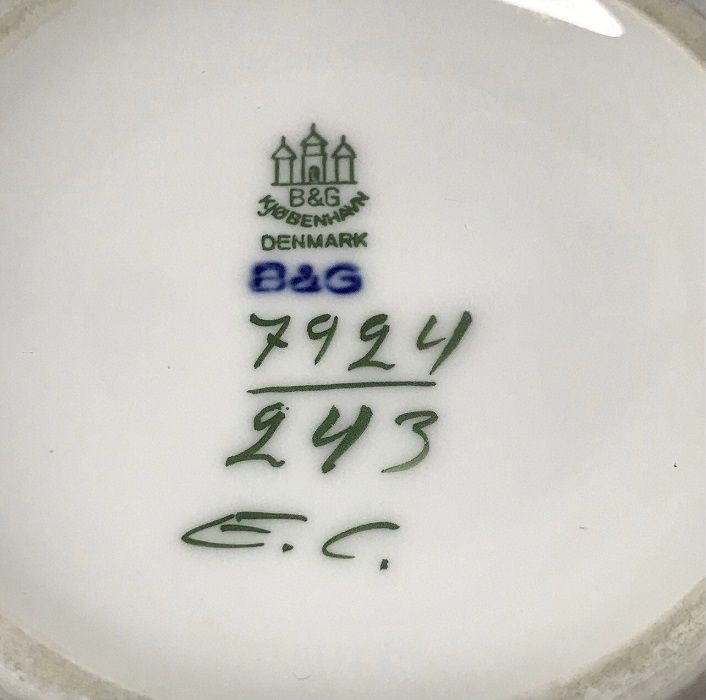 B&G
KJØBENHAVN
DENMARK
B&G
7924
243
E.C.